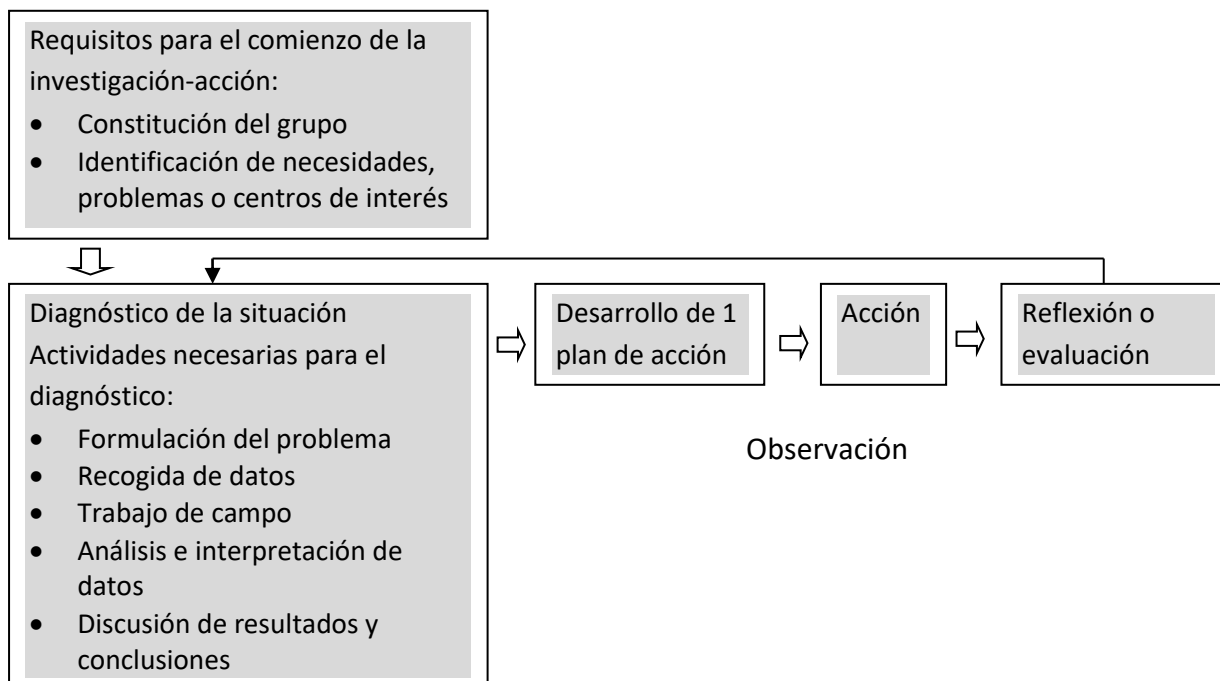 Requisitos para el comienzo de la
investigación-acción:
• Constitución del grupo
• Identificación de necesidades,
problemas o centros de interés
Diagnóstico de la situación
Actividades necesarias para el
diagnóstico:
• Formulación del problema
• Recogida de datos
• Trabajo de campo
• Análisis e interpretación de
datos
• Discusión de resultados y
conclusiones
Desarrollo de 1
plan de acción
Acción
Reflexión o
evaluación
Observación